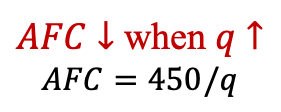 AFC ↓ when q ↑
AFC = 450/q